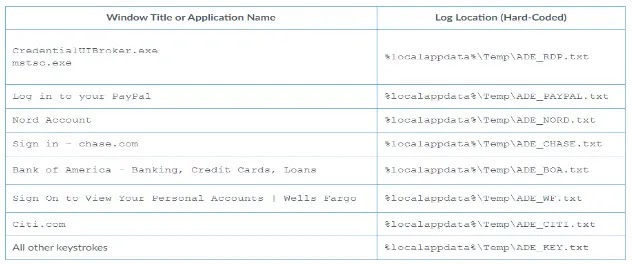 Window Title or Application Name
Log Location (Hard-Coded)
CredentialUIBroker.exe
mstsc.exe
%localappdata%\Temp\ADE_RDP.txt
Log in to your PayPal
%localappdata%\Temp\ADE_PAYPAL.txt
Nord Account
%localappdata%\Temp\ADE_NORD.txt
Sign in - chase.com
%localappdata%\Temp\ADE_CHASE.txt
Bank of America - Banking, Credit Cards, Loans
%localappdata%\Temp\ADE_BOA.txt
Sign On to View Your Personal Accounts | Wells Fargo
%localappdata%\Temp\ADE_WF.txt
Citi.com
%localappdata%\Temp\ADE_CITI.txt
All other keystrokes
%localappdata%\Temp\ADE_KEY.txt